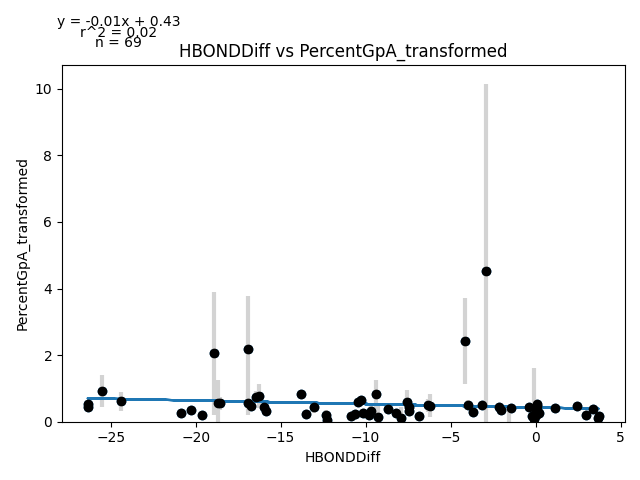 y = -0.01x + 0.43
r^2 = 0.02
n = 69
HBONDDiff vs PercentGpA_transformed
PercentGpA_transformed
10
8
6
4
2
0
−25
−20
−15
−10
−5
0
5
HBONDDiff